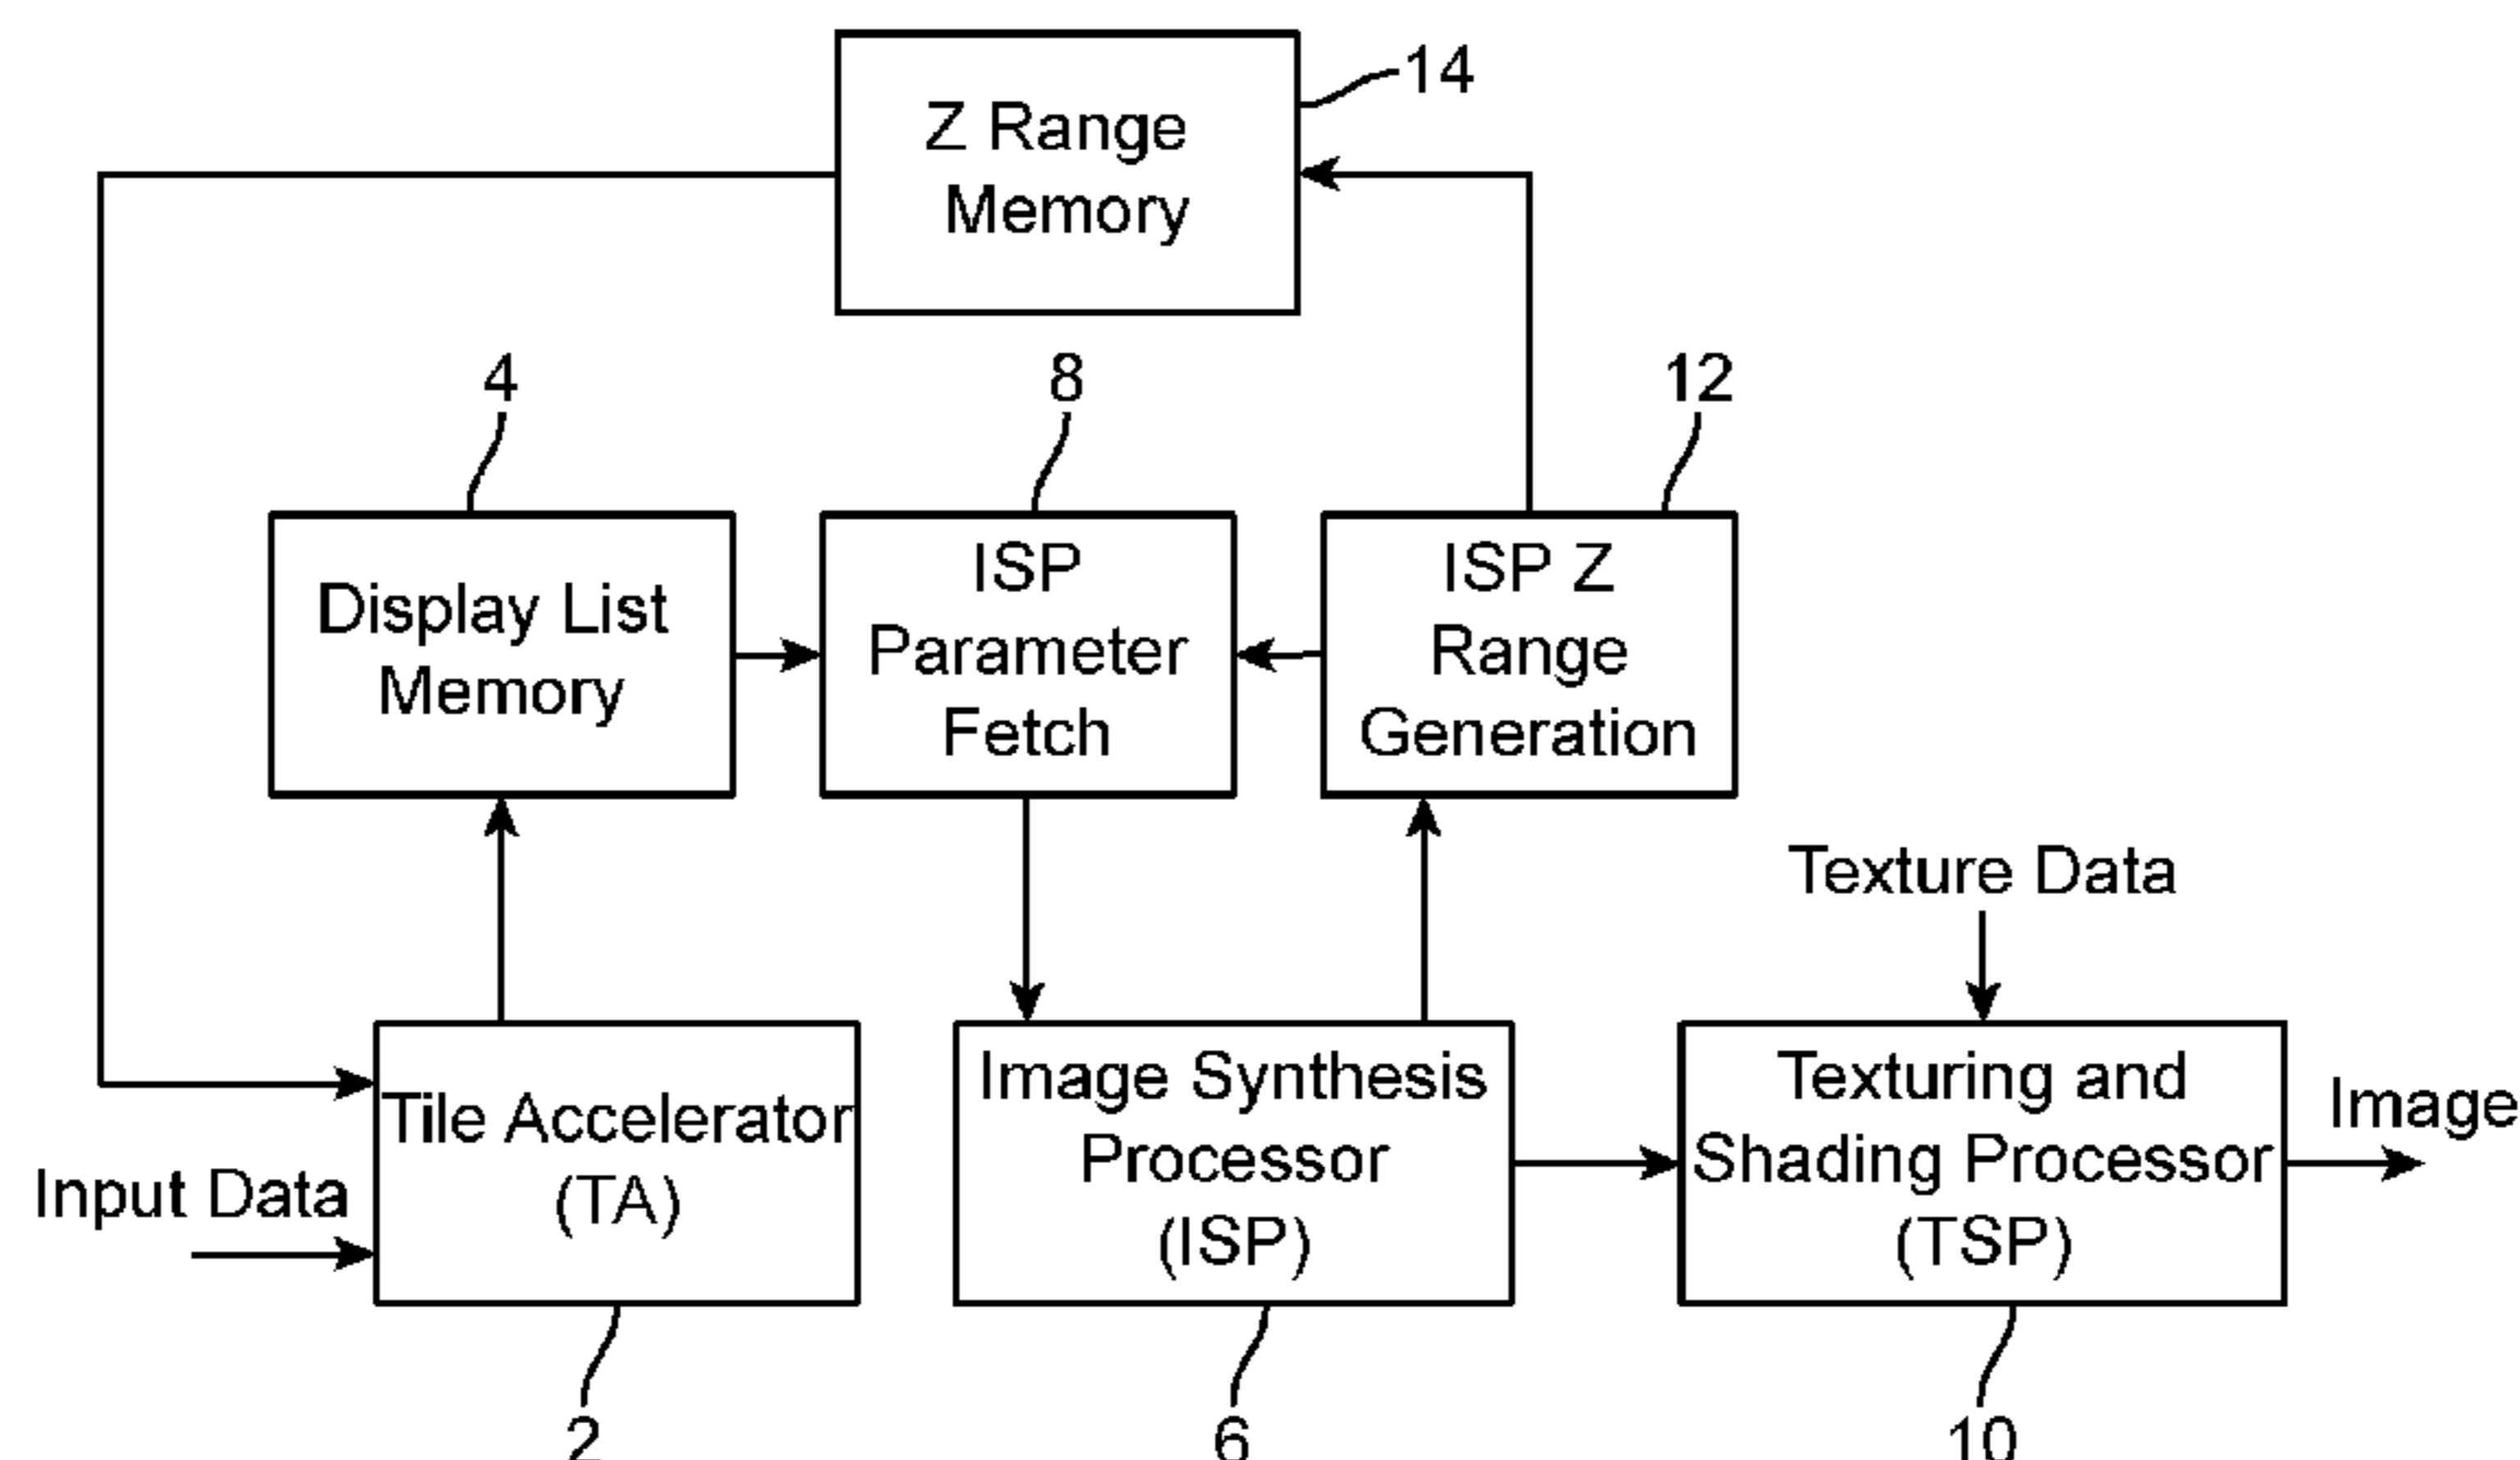 14
Z Range
Memory
4
8
12
Display List
Memory
ISP
Parameter
Fetch
ISP Z
Range
Generation
Texture Data
Input Data
Tile Accelerator
(TA)
Image Synthesis
Processor
(ISP)
Texturing and
Shading Processor
(TSP)
Image
2
6
10